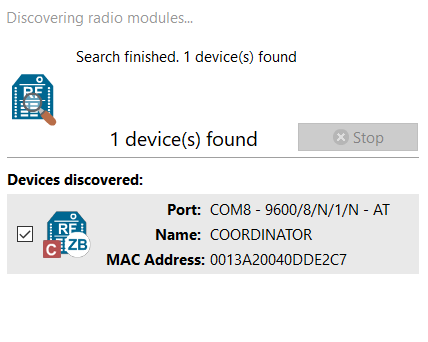 Discovering radio modules...
Search finished. 1 device(s) found
RF
1 device(s) found
Stop
Devices discovered:
Port: COM8 - 9600/8/N/1/N - AT
RF
Name: COORDINATOR
C ZB
MAC Address: 0013A20040DDE2C7